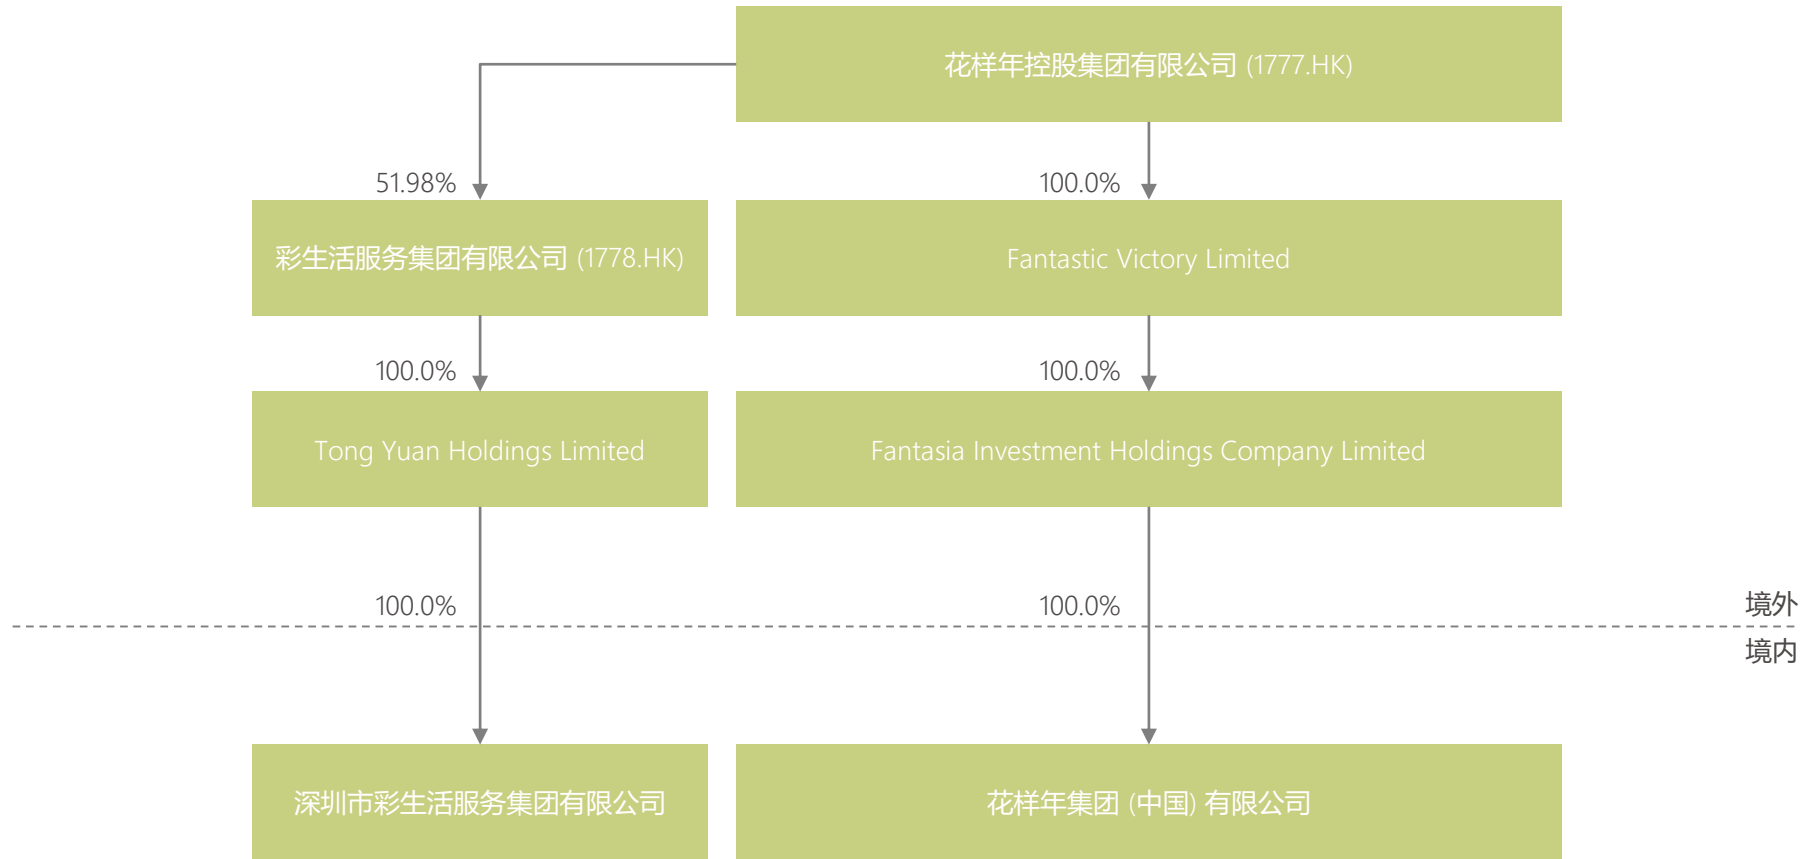 花样年控股集团有限公司 (1777.HK)
51.98%
100.0%
彩生活服务集团有限公司 (1778.HK)
Fantastic Victory Limited
100.0%
100.0%
Tong Yuan Holdings Limited
Fantasia Investment Holdings Company Limited
100.0%
100.0%
境外
境内
深圳市彩生活服务集团有限公司
花样年集团 (中国) 有限公司